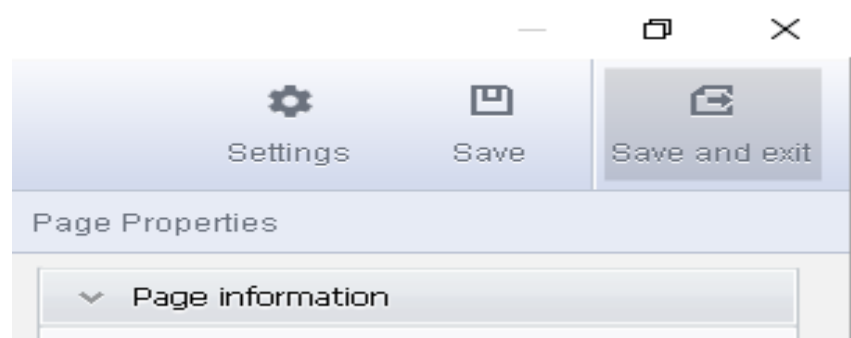 Settings Save Save and exit
Page Properties
Page information